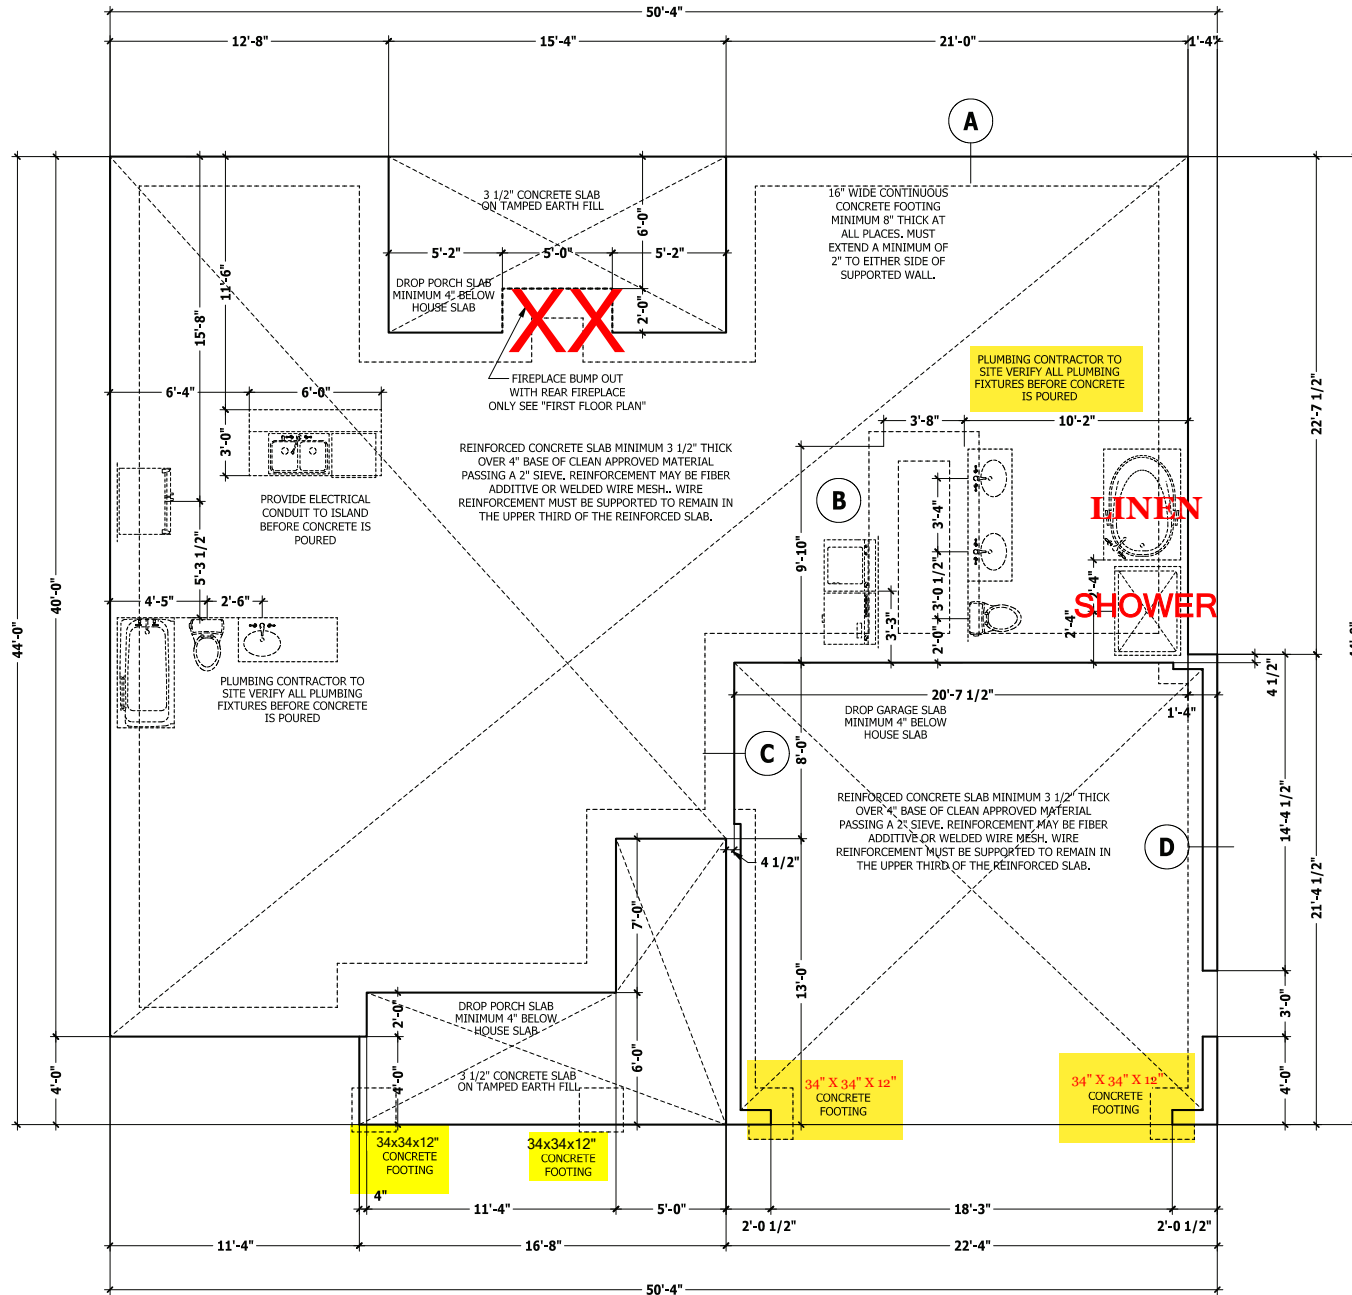 50'-4"
12'-8"
15'-4"
21'-0"
1'-4"
A
3 1/2" CONCRETE SLAB
ON TAMPED EARTH FILL
16" WIDE CONTINUOUS
CONCRETE FOOTING
MINIMUM 8" THICK AT
ALL PLACES. MUST
EXTEND A MINIMUM OF
2" TO EITHER SIDE OF
SUPPORTED WALL.
6'-0"
5'-2"
5'-0"
5'-2"
11'-6"
15'-8"
DROP PORCH SLAB
MINIMUM 4" BELOW
HOUSE SLAB
XX
2'-0"
FIREPLACE BUMP OUT
WITH REAR FIREPLACE
ONLY SEE "FIRST FLOOR PLAN"
PLUMBING CONTRACTOR TO
SITE VERIFY ALL PLUMBING
FIXTURES BEFORE CONCRETE
IS POURED
22'-7 1/2"
6'-4"
6'-0"
3'-8"
10'-2"
3'-0"
REINFORCED CONCRETE SLAB MINIMUM 3 1/2" THICK
OVER 4" BASE OF CLEAN APPROVED MATERIAL
PASSING A 2" SIEVE. REINFORCEMENT MAY BE FIBER
ADDITIVE OR WELDED WIRE MESH.. WIRE
REINFORCEMENT MUST BE SUPPORTED TO REMAIN IN
THE UPPER THIRD OF THE REINFORCED SLAB.
PROVIDE ELECTRICAL
CONDUIT TO ISLAND
BEFORE CONCRETE IS
POURED
B
LINEN
3'-4"
9'-10"
5'-3 1/2"
40'-0"
44'-0"
4'-5"
2'-6"
3'-0 1/2"
2'-4"
SHOWER
2'-4"
3'-3"
2'-0"
4 1/2"
PLUMBING CONTRACTOR TO
SITE VERIFY ALL PLUMBING
FIXTURES BEFORE CONCRETE
IS POURED
20'-7 1/2"
1'-4"
DROP GARAGE SLAB
MINIMUM 4" BELOW
HOUSE SLAB
C
8'-0"
REINFORCED CONCRETE SLAB MINIMUM 3 1/2" THICK
OVER 4" BASE OF CLEAN APPROVED MATERIAL
PASSING A 2" SIEVE. REINFORCEMENT MAY BE FIBER
ADDITIVE OR WELDED WIRE MESH. WIRE
REINFORCEMENT MUST BE SUPPORTED TO REMAIN IN
THE UPPER THIRD OF THE REINFORCED SLAB.
14'-4 1/2"
D
4 1/2"
21'-4 1/2"
7'-0"
13'-0"
3'-0"
DROP PORCH SLAB
MINIMUM 4" BELOW
HOUSE SLAB
2'-0"
6'-0"
4'-0"
4'-0"
4'-0"
3 1/2" CONCRETE SLAB
ON TAMPED EARTH FILL
34" X 34" X 12"
CONCRETE
FOOTING
34" X 34" X 12"
CONCRETE
FOOTING
34x34x12"
CONCRETE
FOOTING
34x34x12"
CONCRETE
FOOTING
4"
11'-4"
5'-0"
18'-3"
2'-0 1/2"
2'-0 1/2"
11'-4"
16'-8"
22'-4"
50'-4"